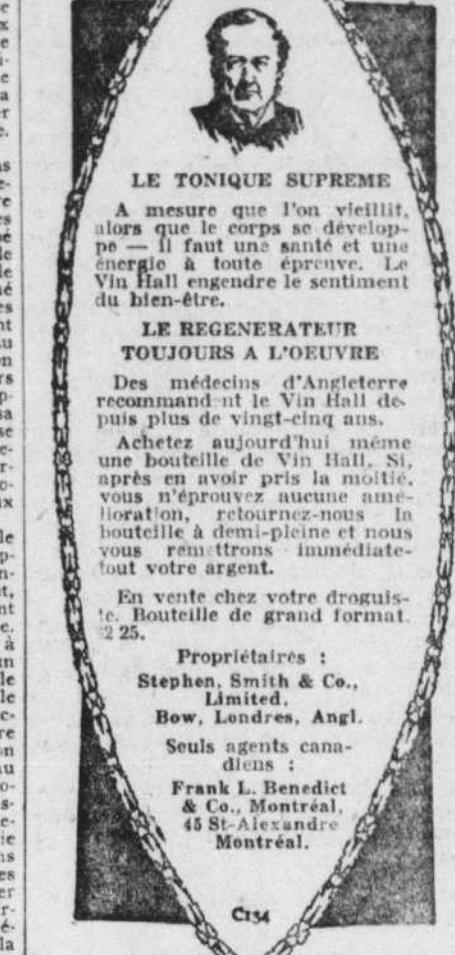 LE TONIQUE SUPREME
A mesure que l'on vieillit,
alors que le corps se dévelop-
pe — il faut une santé et une
énergie à toute épreuve. Le
Vin Hall engendre le sentiment
du bien-être.
LE REGENERATEUR
TOUJOURS A L'OEUVRE
Des médecins d'Angleterre
recommand nt le Vin Hall de-
puis plus de vingt-cinq ans.
Achetez aujourd'hui même
une bouteille de Vin Hall. Si,
après en avoir pris la moitié,
vous n'éprouvez aucune amé-
lioration, retournez-nous la
bouteille à demi-pleine et nous
vous remettrons immédiate-
tout votre argent.
En vente chez votre droguis-
te. Bouteille de grand format.
2 25.
Propriétaires :
Stephen, Smith & Co.,
Limited,
Bow, Londres, Angl.
Seuls agents cana-
diens :
Frank L. Benedict
& Co., Montréal,
45 St-Alexandre
Montréal.
C134